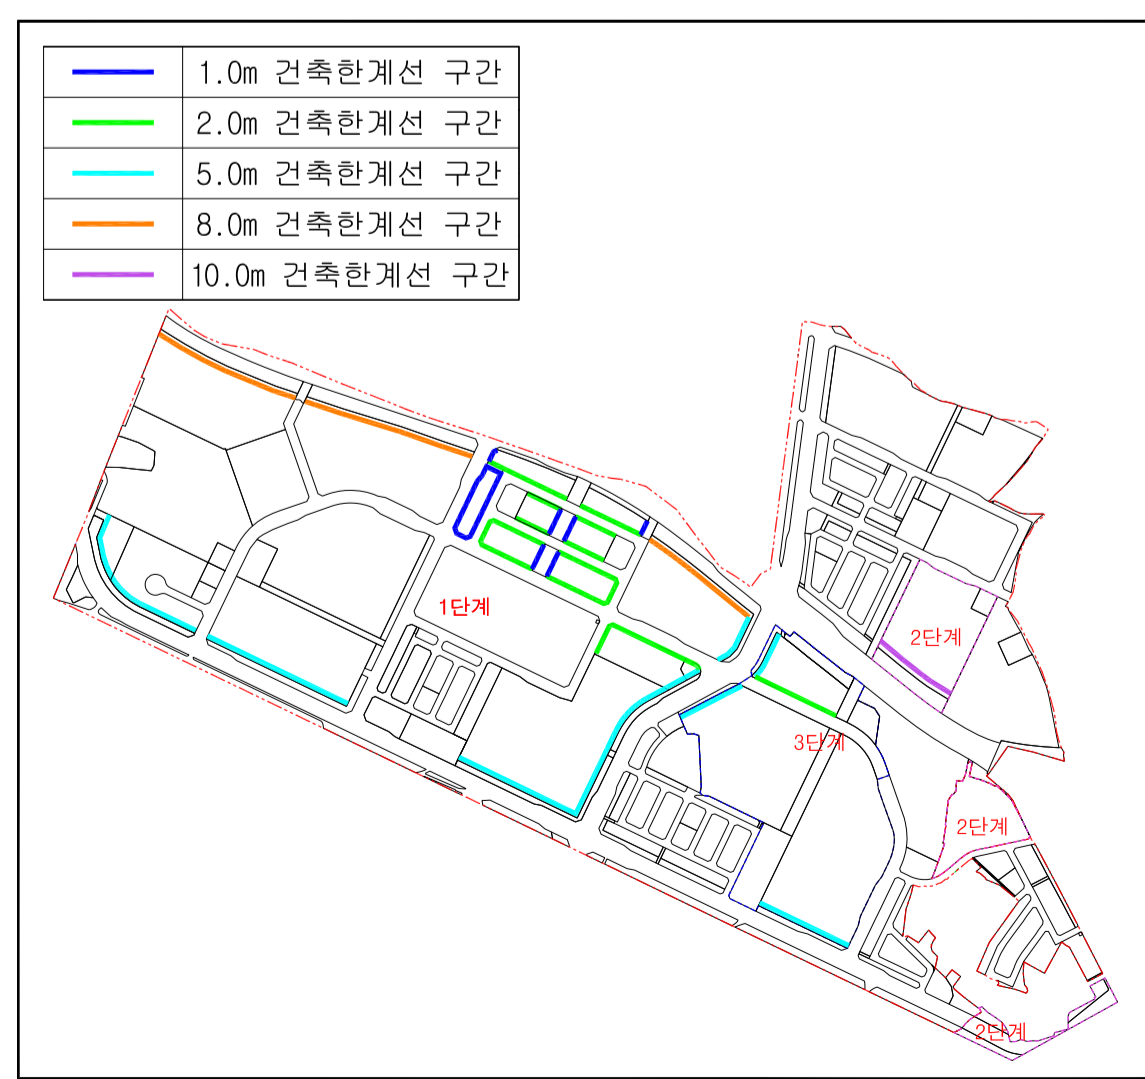 1.0m 건축한계선 구간
2.0m 건축한계선 구간
5.0m 건축한계선 구간
8.0m 건축한계선 구간
10.0m 건축한계선 구간
1단계
2단계
3단계
2단계
2단계